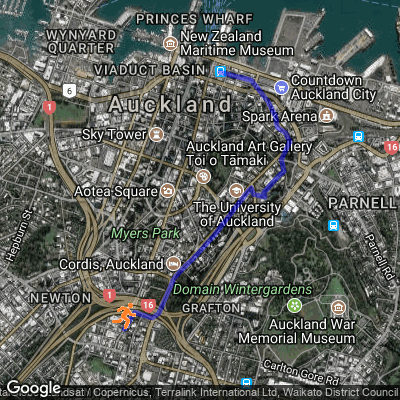 PRINCES WHARF
WYNYARD
QUARTER
New Zealand
Maritime Museum
VIADUCT BASIN
6
1
Countdown
Auckland City
Auckland
Spark Arena
Sky Tower
Auckland Art Gallery
Toi o Tāmaki
16
Aotea Square
The University
of Auckland
PARNELL
Hepburn St
Myers Park
Parnell Rd
Cordis, Auckland
NEWTON
1
16
Domain Wintergardens
GRAFTON
Auckland War
Memorial Museum
Carlton Gore Rd
Google
Landsat / Copernicus, Terralink International Ltd, Waikato District Council